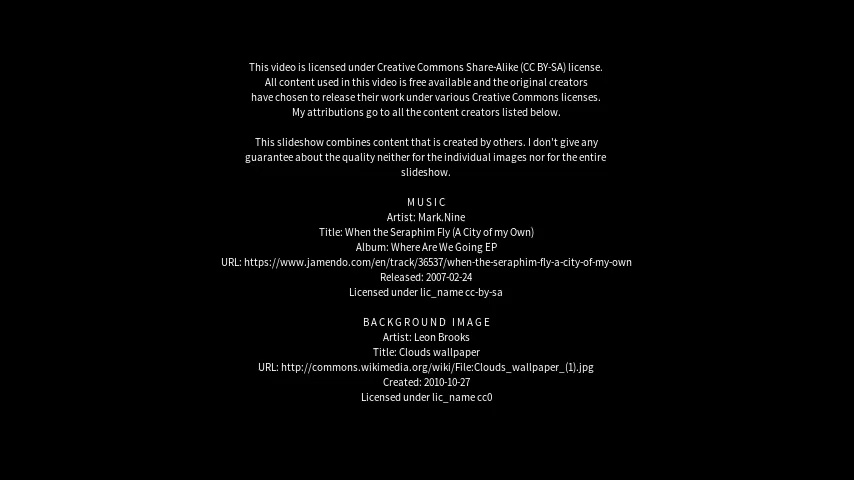 This video is licensed under Creative Commons Share-Alike (CC BY-SA) license.
All content used in this video is free available and the original creators
have chosen to release their work under various Creative Commons licenses.
My attributions go to all the content creators listed below.
This slideshow combines content that is created by others. I don't give any
guarantee about the quality neither for the individual images nor for the entire
slideshow.
M U S I C
Artist: Mark.Nine
Title: When the Seraphim Fly (A City of my Own)
Album: Where Are We Going EP
URL: https://www.jamendo.com/en/track/36537/when-the-seraphim-fly-a-city-of-my-own
Released: 2007-02-24
Licensed under lic_name cc-by-sa
B A C K G R O U N D  I M A G E
Artist: Leon Brooks
Title: Clouds wallpaper
URL: http://commons.wikimedia.org/wiki/File:Clouds_wallpaper_(1).jpg
Created: 2010-10-27
Licensed under lic_name cc0